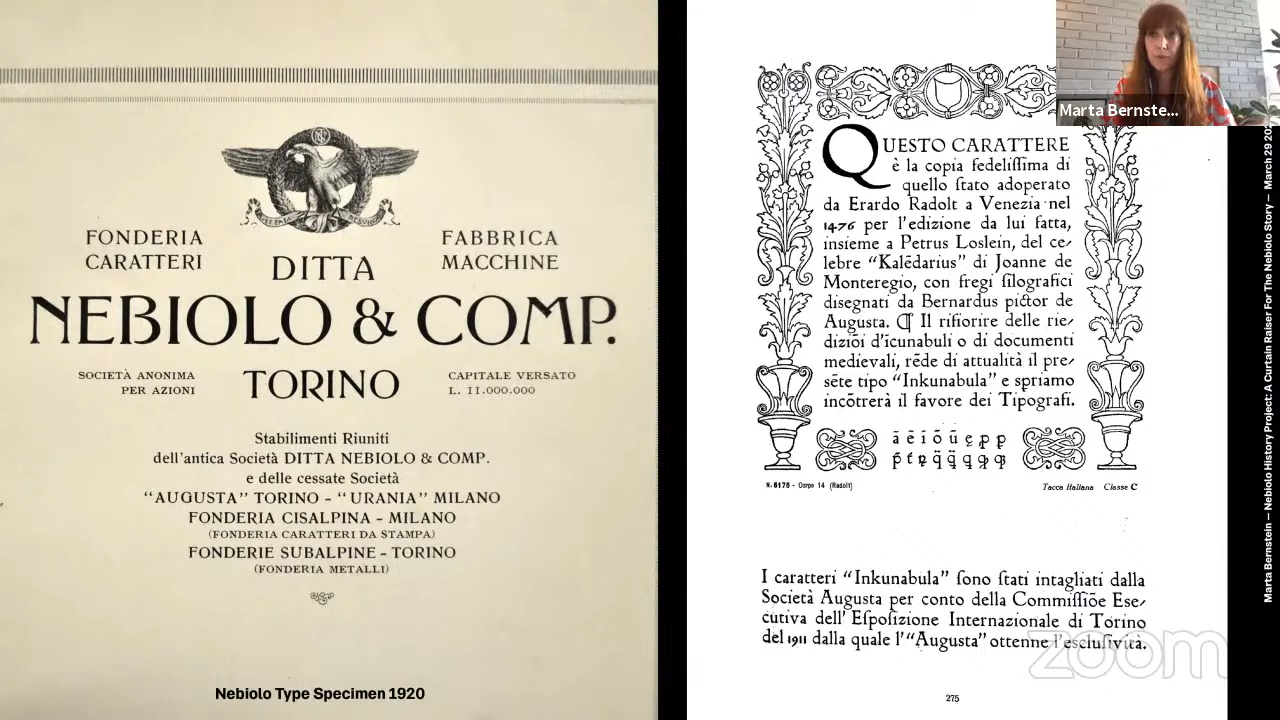 FONDERIA
CARATTERI
FABBRICA
MACCHINE
DITTA
NEBIOLO & COMP.
SOCIETÀ ANONIMA
PER AZIONI
TORINO
CAPITALE VERSATO
L. 11.000.000
Stabilimenti Riuniti
dell'antica Società DITTA NEBIOLO & COMP.
e delle cessate Società
“AUGUSTA” TORINO - “URANIA” MILANO
FONDERIA CISALPINA - MILANO
(FONDERIA CARATTERI DA STAMPA)
FONDERIE SUBALPINE - TORINO
(FONDERIA METALLI)
Nebiolo Type Specimen 1920
QUESTO CARATTERE
è la copia fedeliſſima di
quello ſtato adoperato
da Erardo Radolt a Venezia nel
1476 per l'edizione da lui fatta,
insieme a Petrus Loslein, del ce-
lebre “Kalēdarius” di Joanne de
Monteregio, con fregi ſilografici
disegnati da Bernardus pictor de
Augusta. ¶ Il rifiorire delle rie-
dizioī d'īcunabuli o di documenti
medievali, rēde di attualità il pre-
sēte tipo “Inkunabula” e spriamo
incōtrerà il favore dei Tipografi.
ā ē ī ō ū
N. 5175 - Corpo 14 (Radolt)
Tacca Italiana Classe C
I caratteri “Inkunabula” ſono ſtati intagliati dalla
Società Augusta per conto della Commiſſiōe Ese-
cutiva dell' Eſpoſizione Internazionale di Torino
del 1911 dalla quale l'“Augusta” ottenne l'escluſività.
275
zoom
Marta Bernste...
Marta Bernstein — Nebiolo History Project: A Curtain Raiser For The Nebiolo Story — March 29